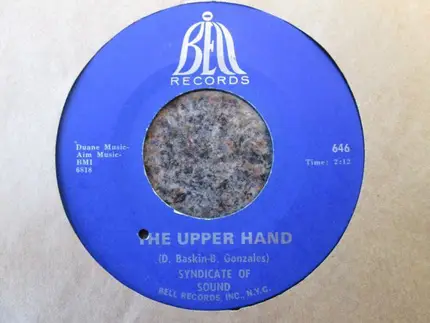 BELL
RECORDS
Duane Music-
Aim Music-
BMI
8818
646
Time: 2:12
THE UPPER HAND
(D. Baskin-B. Gonzales)
SYNDICATE OF
SOUND
BELL RECORDS, INC., N.Y.C.